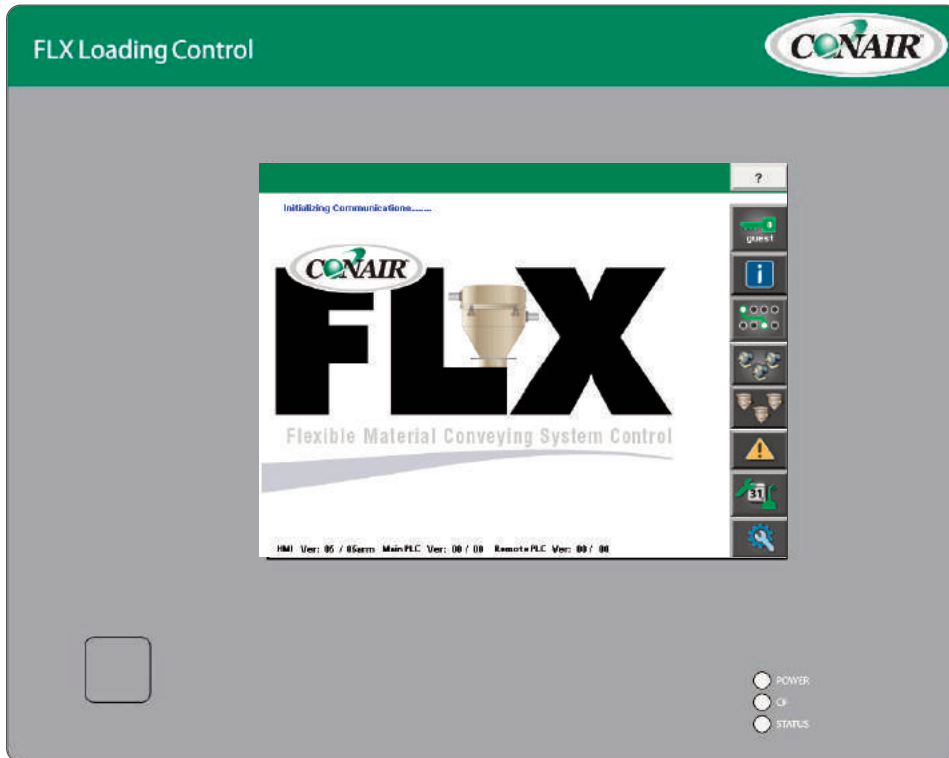 FLX Loading Control
CONAIR
?
Initializing Communications.......
guest
i
CONAIR
FLX
Flexible Material Conveying System Control
31
HMI Ver: 05 / 05arm Main PLC Ver: 00 / 00 Remote PLC Ver: 00 / 00
POWER
CF
STATUS